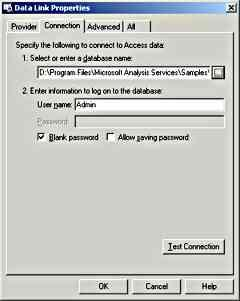 Data Link Properties
Provider Connection Advanced All
Specify the following to connect to Access data:
1. Select or enter a database name:
D:\Program Files\Microsoft Analysis Services\Samples\
...
2. Enter information to log on to the database:
User name: Admin
Password:
Blank password Allow saving password
Test Connection
OK Cancel Help